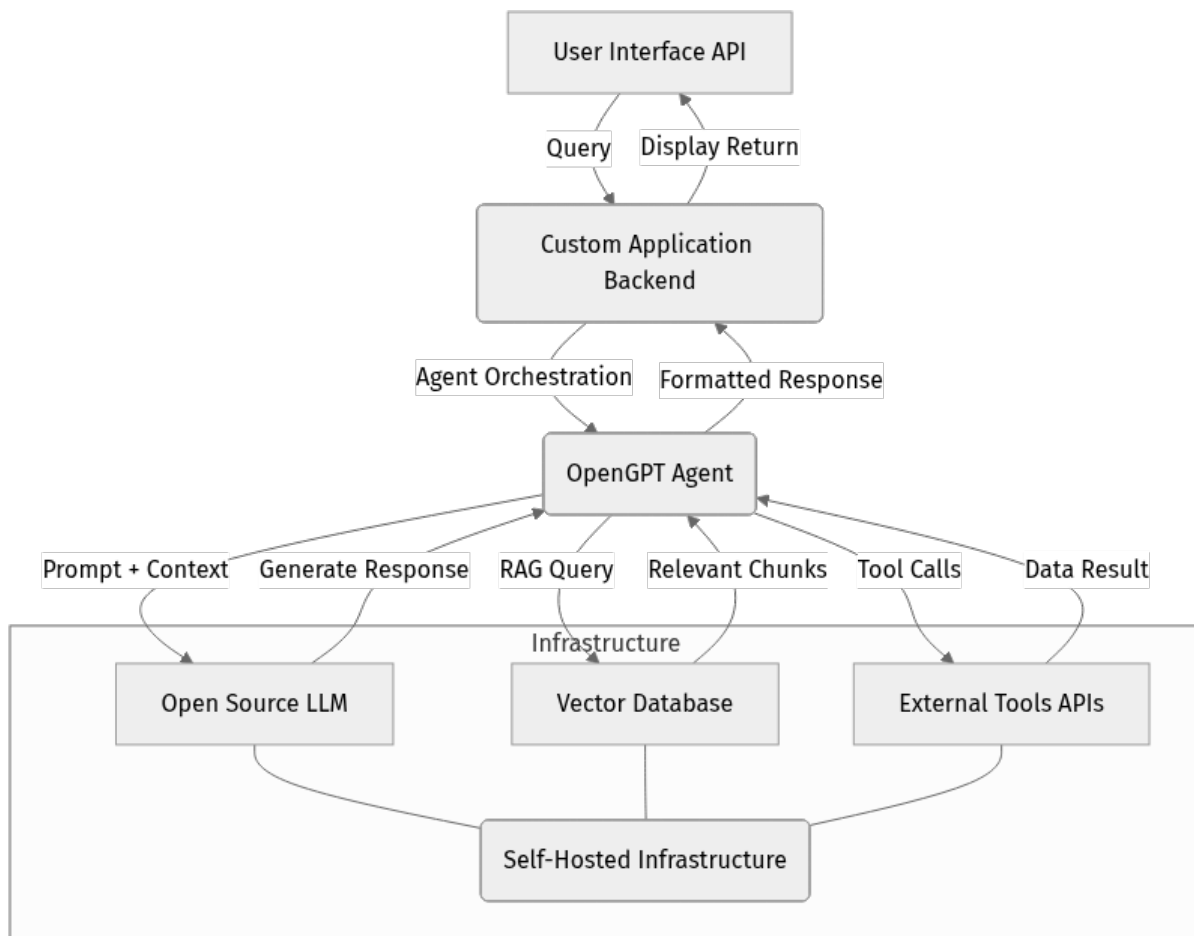 User Interface API
Query
Display Return
Custom Application
Backend
Agent Orchestration
Formatted Response
OpenGPT Agent
Prompt + Context
Generate Response
RAG Query
Relevant Chunks
Tool Calls
Data Result
Infrastructure
Open Source LLM
Vector Database
External Tools APIs
Self-Hosted Infrastructure